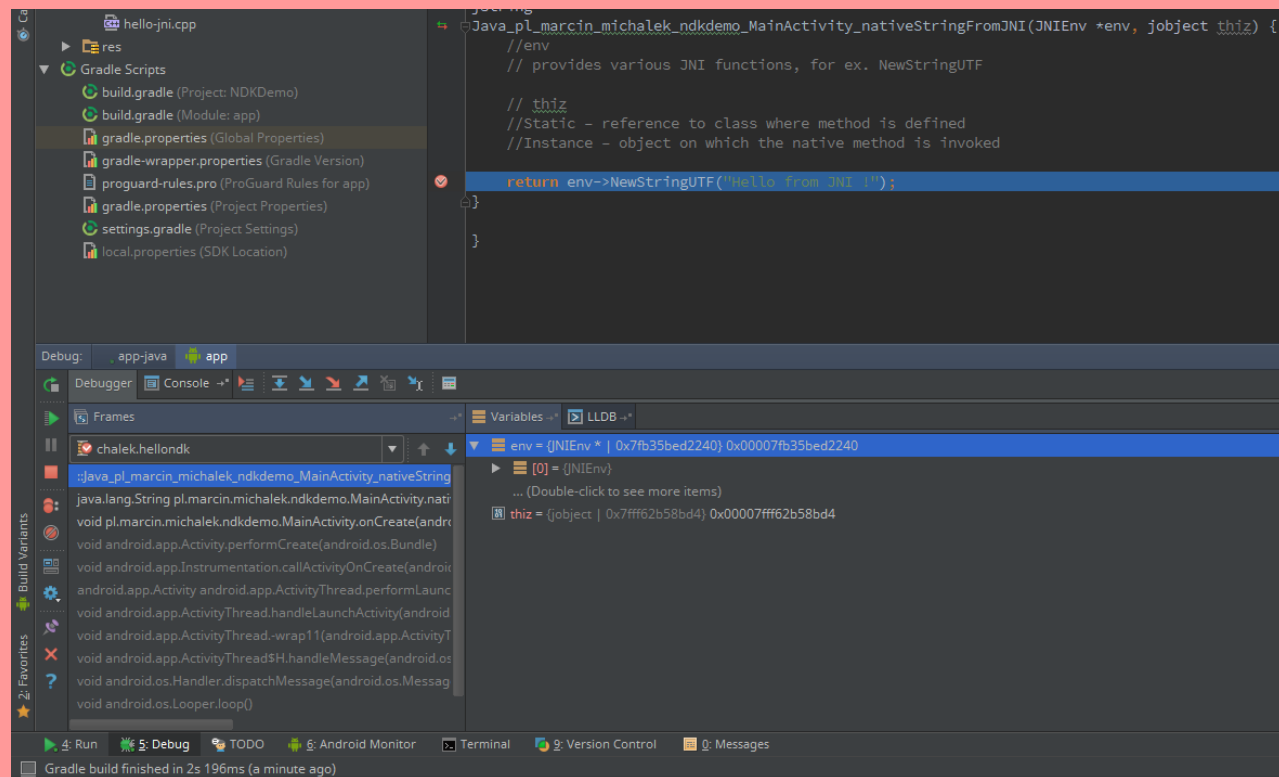 hello-jni.cpp
res
Gradle Scripts
build.gradle (Project: NDKDemo)
build.gradle (Module: app)
gradle.properties (Global Properties)
gradle-wrapper.properties (Gradle Version)
proguard-rules.pro (ProGuard Rules for app)
gradle.properties (Project Properties)
settings.gradle (Project Settings)
local.properties (SDK Location)
Java_pl_marcin_michalek_ndkdemo_MainActivity_nativeStringFromJNI(JNIEnv *env, jobject thiz) {
//env
// provides various JNI functions, for ex. NewStringUTF
// thiz
//Static – reference to class where method is defined
//Instance – object on which the native method is invoked
return env->NewStringUTF("Hello from JNI !");
}
}
Debug: app-java app
Debugger Console
Frames
chalek.hellondk
::Java_pl_marcin_michalek_ndkdemo_MainActivity_nativeString
java.lang.String pl.marcin.michalek.ndkdemo.MainActivity.nati
void pl.marcin.michalek.ndkdemo.MainActivity.onCreate(andro
void android.app.Activity.performCreate(android.os.Bundle)
void android.app.Instrumentation.callActivityOnCreate(android
android.app.Activity android.app.ActivityThread.performLaunc
void android.app.ActivityThread.handleLaunchActivity(android
void android.app.ActivityThread.-wrap11(android.app.ActivityT
void android.app.ActivityThread$H.handleMessage(android.os
void android.os.Handler.dispatchMessage(android.os.Messag
void android.os.Looper.loop()
Variables LLDB
env = {JNIEnv * | 0x7fb35bed2240} 0x00007fb35bed2240
[0] = {JNIEnv}
... (Double-click to see more items)
thiz = {jobject | 0x7fff62b58bd4} 0x00007fff62b58bd4
Build Variants
2: Favorites
4: Run 5: Debug TODO 6: Android Monitor Terminal 9: Version Control 0: Messages
Gradle build finished in 2s 196ms (a minute ago)